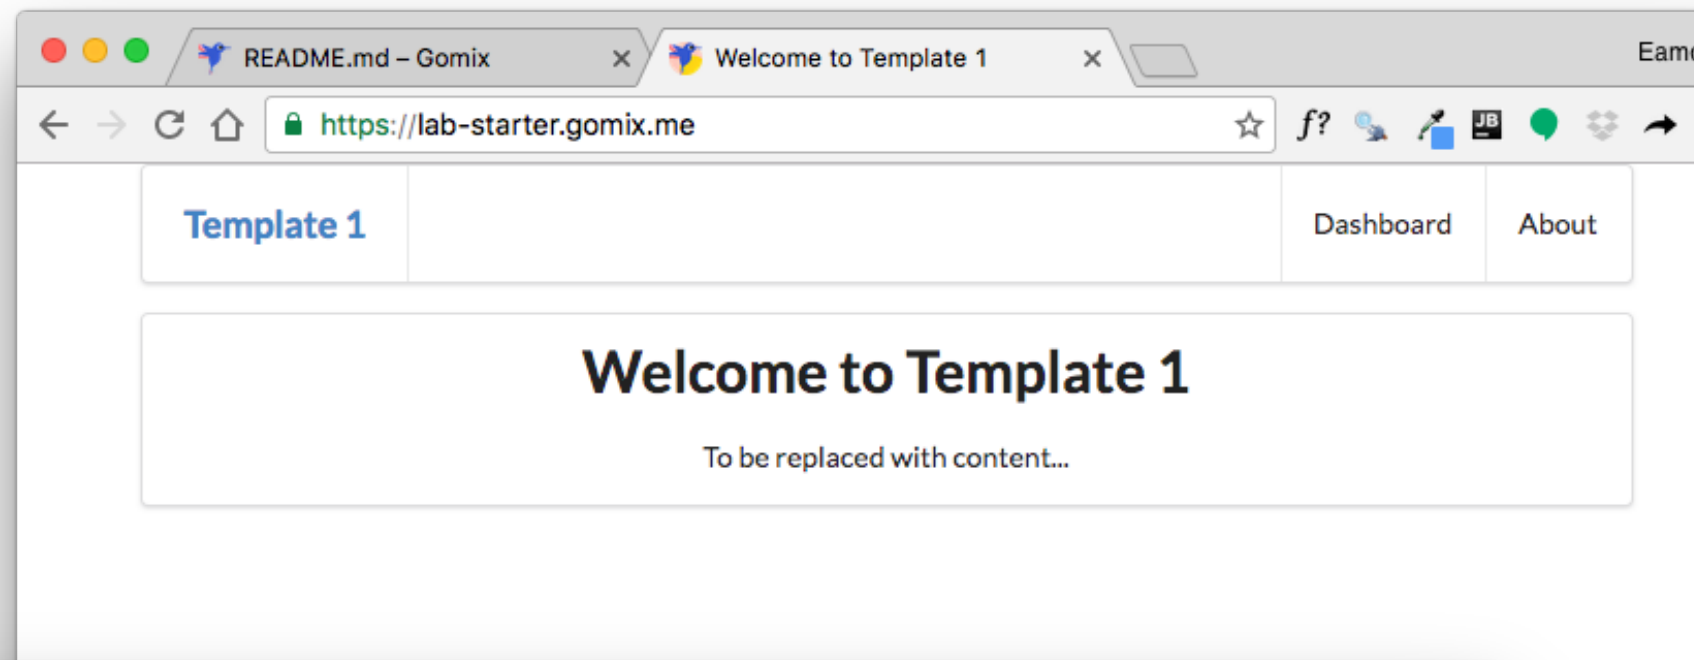 README.md – Gomix
Welcome to Template 1
https://lab-starter.gomix.me
f?
JB
Template 1
Dashboard
About
Welcome to Template 1
To be replaced with content...